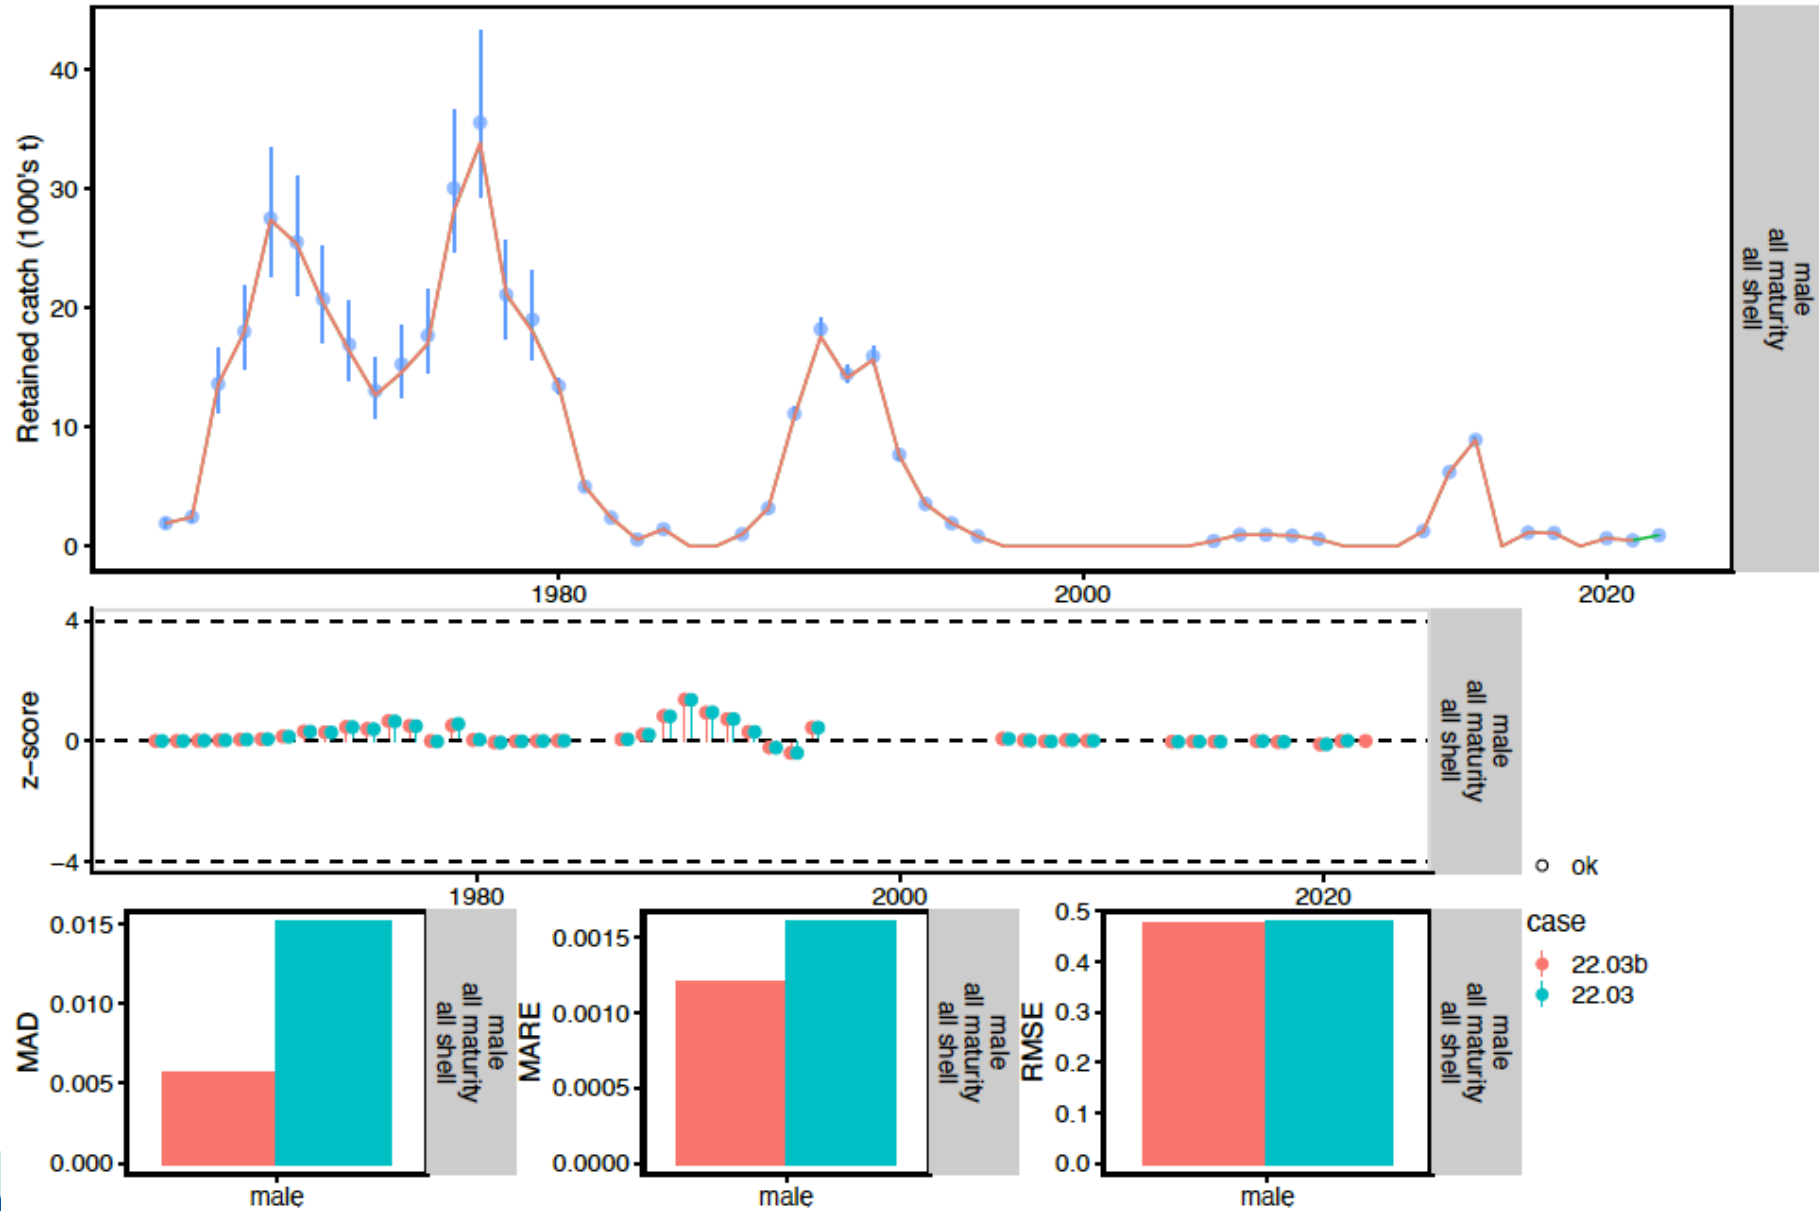 40
30
20
10
0
Retained catch (1000's t)
male
all maturity
all shell
1980
2000
2020
4
0
−4
z−score
male
all maturity
all shell
1980
2000
2020
ok
case
22.03b
22.03
0.015
0.010
0.005
0.000
MAD
male
all maturity
all shell
male
0.0015
0.0010
0.0005
0.0000
MARE
male
all maturity
all shell
male
0.5
0.4
0.3
0.2
0.1
0.0
RMSE
male
all maturity
all shell
male